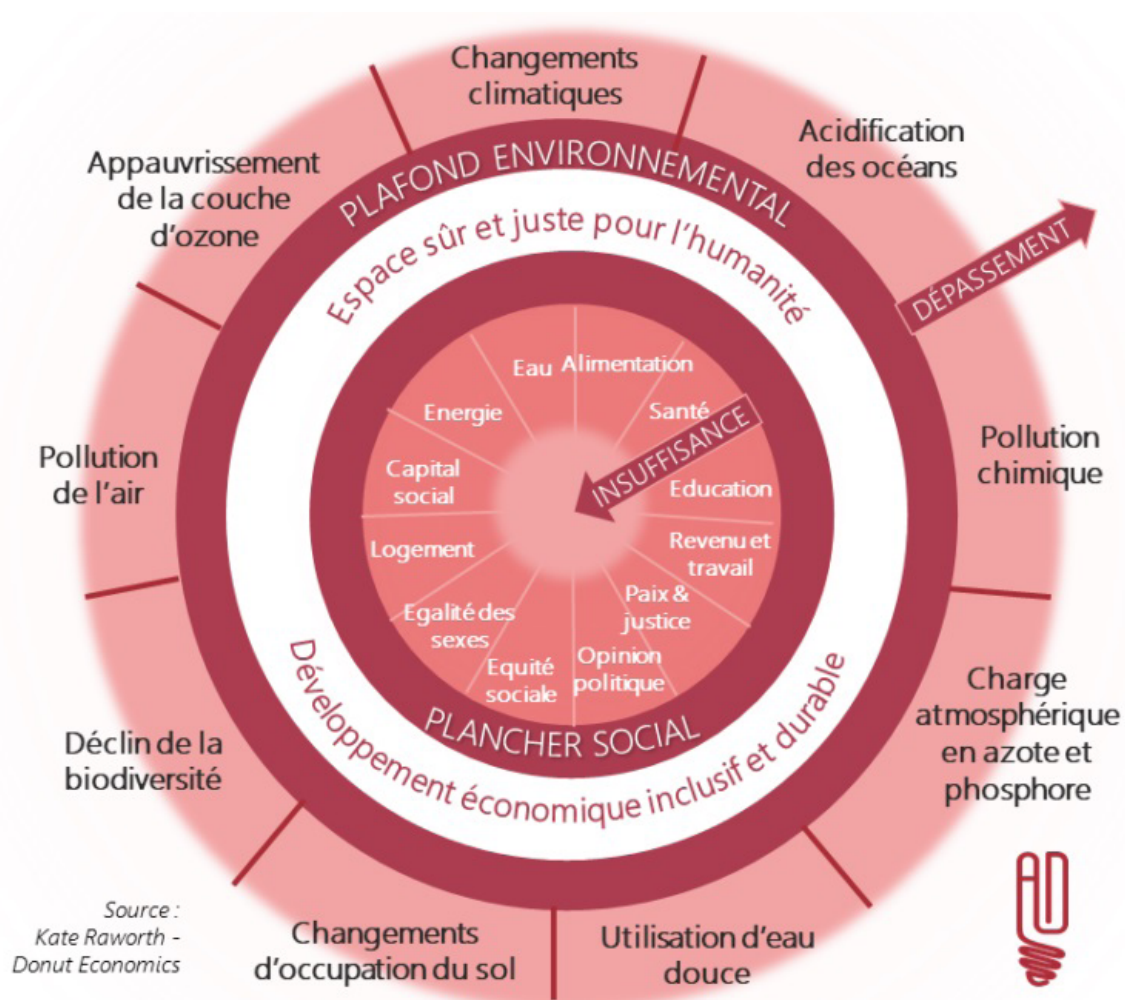 Changements
climatiques
Acidification
des océans
Appauvrissement
de la couche
d'ozone
PLAFOND ENVIRONNEMENTAL
Espace sûr et juste pour l'humanité
DÉPASSEMENT
Eau
Alimentation
Energie
Santé
INSUFFISANCE
Capital
social
Education
Pollution
de l'air
Pollution
chimique
Logement
Revenu et
travail
Egalité des
sexes
Paix &
justice
Equité
sociale
Opinion
politique
PLANCHER SOCIAL
Développement économique inclusif et durable
Déclin de la
biodiversité
Charge
atmosphérique
en azote et
phosphore
Changements
d'occupation du sol
Utilisation d'eau
douce
Source :
Kate Raworth -
Donut Economics
AD